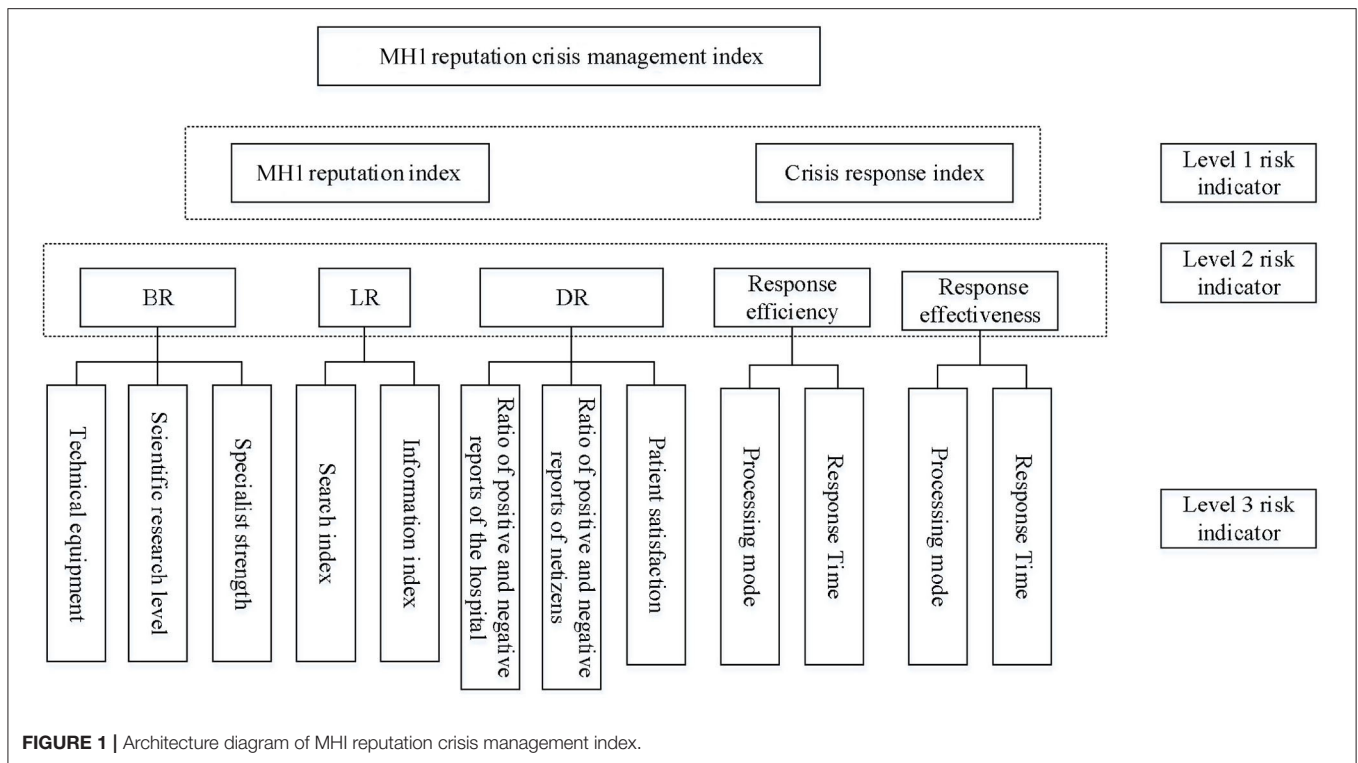 MH1 reputation crisis management index
MH1 reputation index
Crisis response index
Level 1 risk
indicator
Level 2 risk
indicator
BR
LR
DR
Response
efficiency
Response
effectiveness
Technical equipment
Scientific research level
Specialist strength
Search index
Information index
Ratio of positive and negative
reports of the hospital
Ratio of positive and negative
reports of netizens
Patient satisfaction
Processing mode
Response Time
Processing mode
Response Time
Level 3 risk
indicator
FIGURE 1 | Architecture diagram of MHI reputation crisis management index.